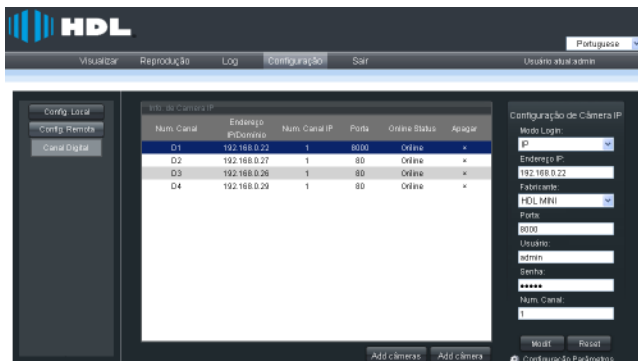 HDL
Portuguese
Visualizar Reprodução Log Configuração Sair Usuário atual admin
Config. Local
Config. Remota
Canal Digital
Info. de Camera IP
Num. Canal Endereço IP/Domínio Num. Canal IP Porta Online Status Apagar
D1 192.168.0.22 1 8000 Online ×
D2 192.168.0.27 1 80 Online ×
D3 192.168.0.26 1 80 Online ×
D4 192.168.0.29 1 80 Online ×
Add câmeras Add câmera
Configuração de Câmera IP
Modo Login:
IP
Endereço IP:
192.168.0.22
Fabricante:
HDL MINI
Porta:
8000
Usuário:
admin
Senha:
•••••
Num. Canal:
1
Modif. Reset
Configuração Parâmetros